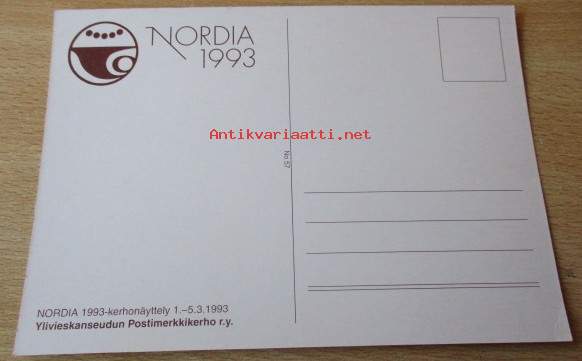 NORDIA
1993
Antikvariaatti.net
No 57
NORDIA 1993-kerhonäyttely 1.–5.3.1993
Ylivieskanseudun Postimerkkikerho r.y.